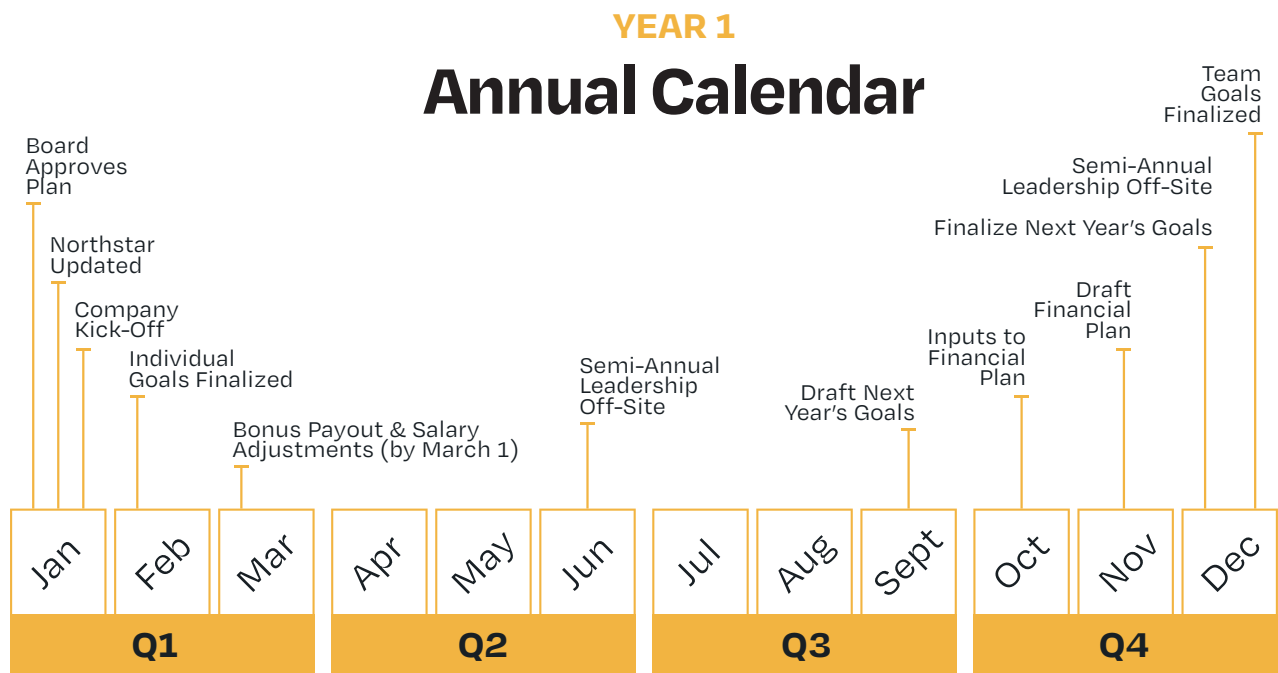 YEAR 1
Annual Calendar
Board
Approves
Plan
Northstar
Updated
Company
Kick-Off
Individual
Goals Finalized
Bonus Payout & Salary
Adjustments (by March 1)
Semi-Annual
Leadership
Off-Site
Draft Next
Year's Goals
Inputs to
Financial
Plan
Draft
Financial
Plan
Semi-Annual
Leadership Off-Site
Finalize Next Year's Goals
Team
Goals
Finalized
Jan
Feb
Mar
Apr
May
Jun
Jul
Aug
Sept
Oct
Nov
Dec
Q1
Q2
Q3
Q4